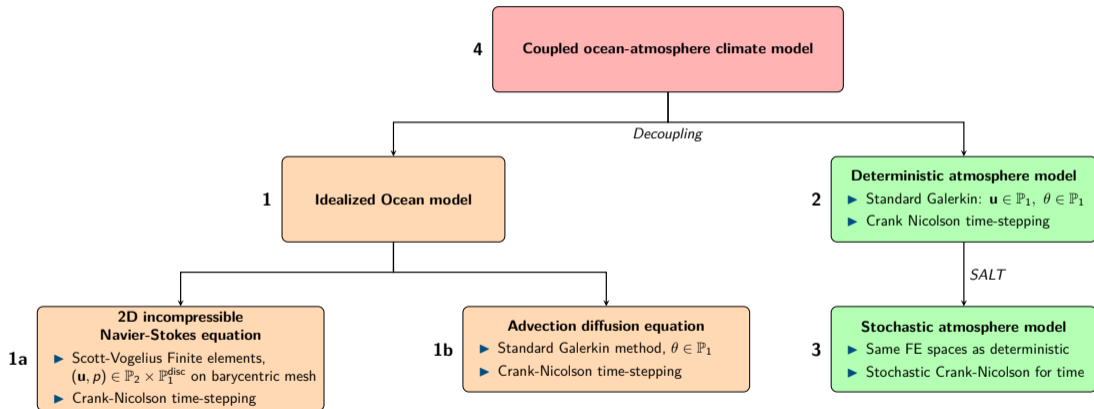 4
Coupled ocean-atmosphere climate model
Decoupling
1
Idealized Ocean model
2
Deterministic atmosphere model
▶ Standard Galerkin: u ∈ ℙ₁, θ ∈ ℙ₁
▶ Crank Nicolson time-stepping
SALT
1a
2D incompressible
Navier-Stokes equation
▶ Scott-Vogelius Finite elements,
(u, p) ∈ ℙ₂ × ℙ₁ᵈⁱˢᶜ on barycentric mesh
▶ Crank-Nicolson time-stepping
1b
Advection diffusion equation
▶ Standard Galerkin method, θ ∈ ℙ₁
▶ Crank-Nicolson time-stepping
3
Stochastic atmosphere model
▶ Same FE spaces as deterministic
▶ Stochastic Crank-Nicolson for time